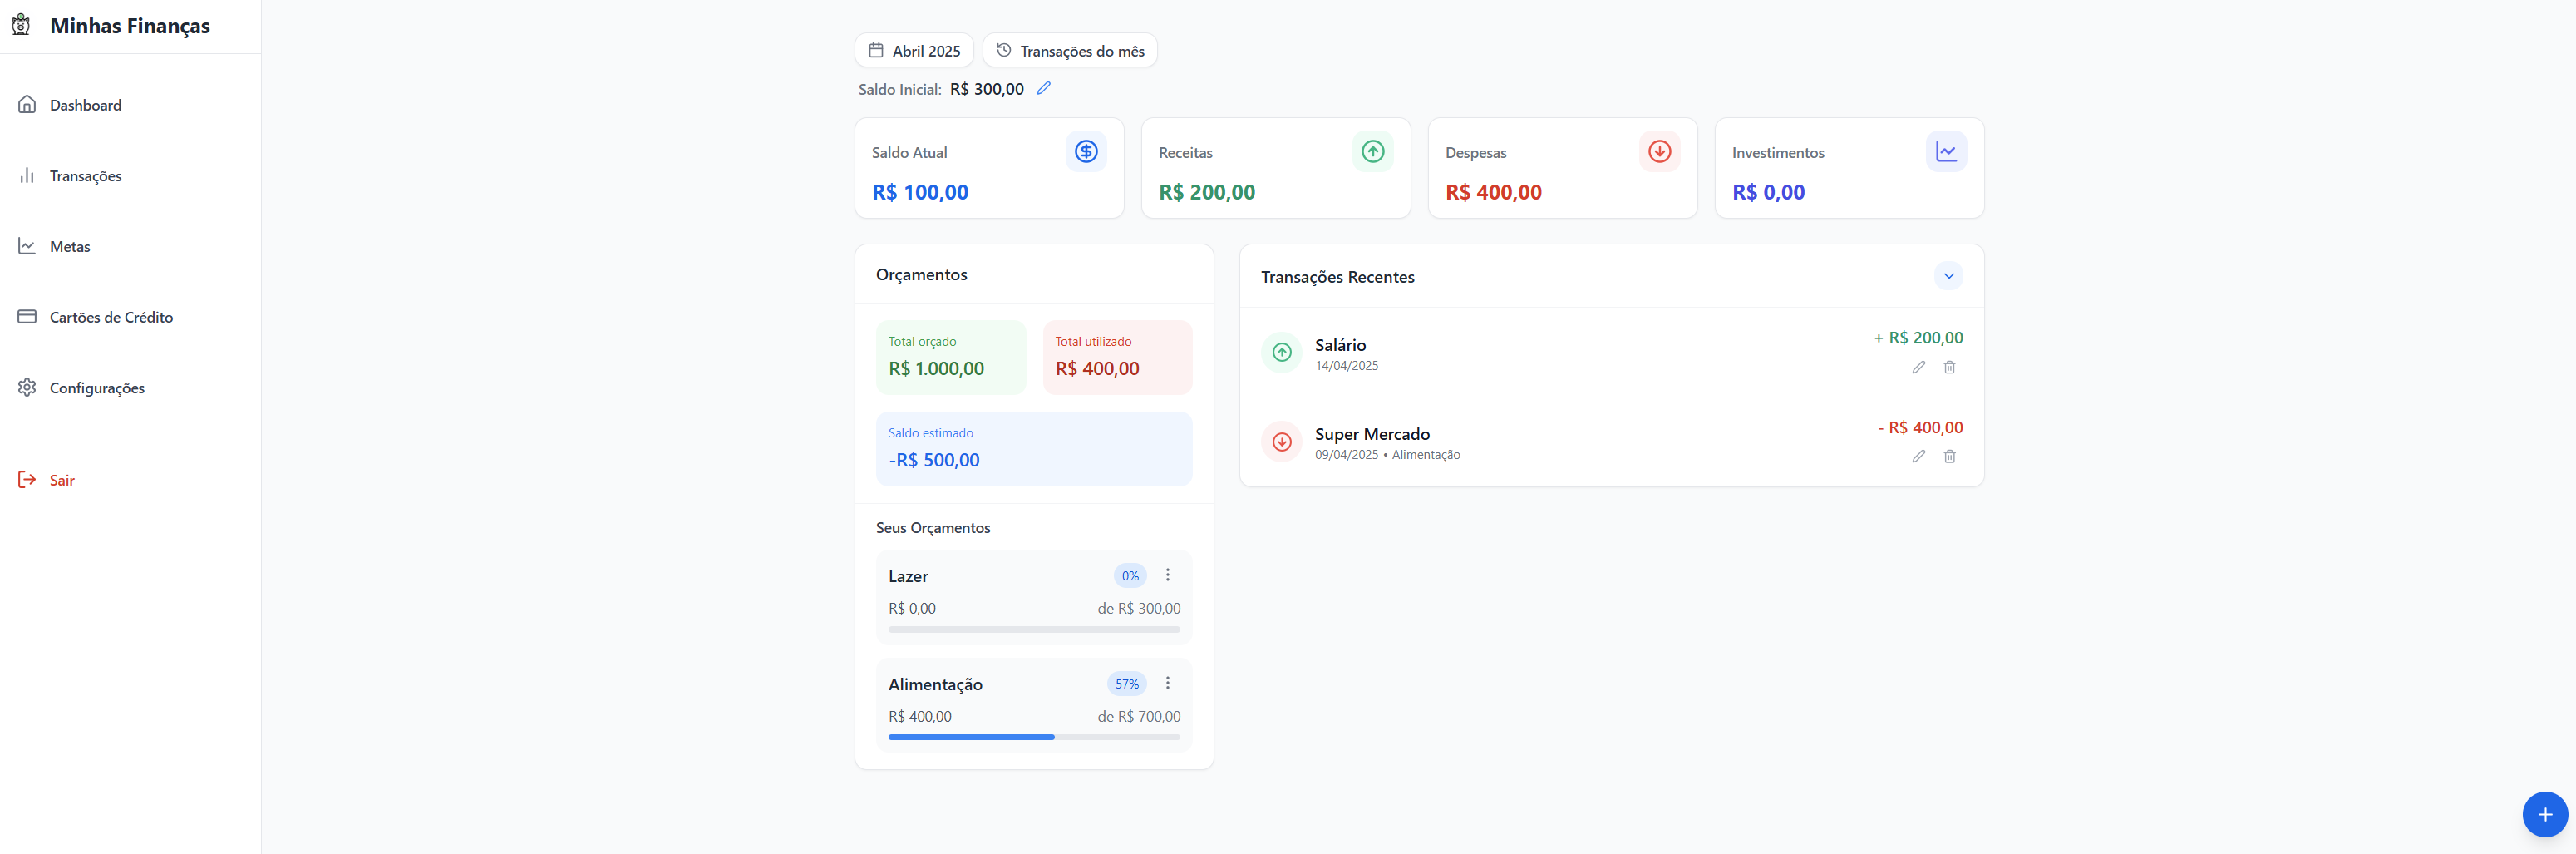 Minhas Finanças
Dashboard
Transações
Metas
Cartões de Crédito
Configurações
Sair
Abril 2025
Transações do mês
Saldo Inicial: R$ 300,00
Saldo Atual
R$ 100,00
Receitas
R$ 200,00
Despesas
R$ 400,00
Investimentos
R$ 0,00
Orçamentos
Total orçado
R$ 1.000,00
Total utilizado
R$ 400,00
Saldo estimado
-R$ 500,00
Seus Orçamentos
Lazer
0%
R$ 0,00
de R$ 300,00
Alimentação
57%
R$ 400,00
de R$ 700,00
Transações Recentes
Salário
14/04/2025
+ R$ 200,00
Super Mercado
09/04/2025 • Alimentação
- R$ 400,00